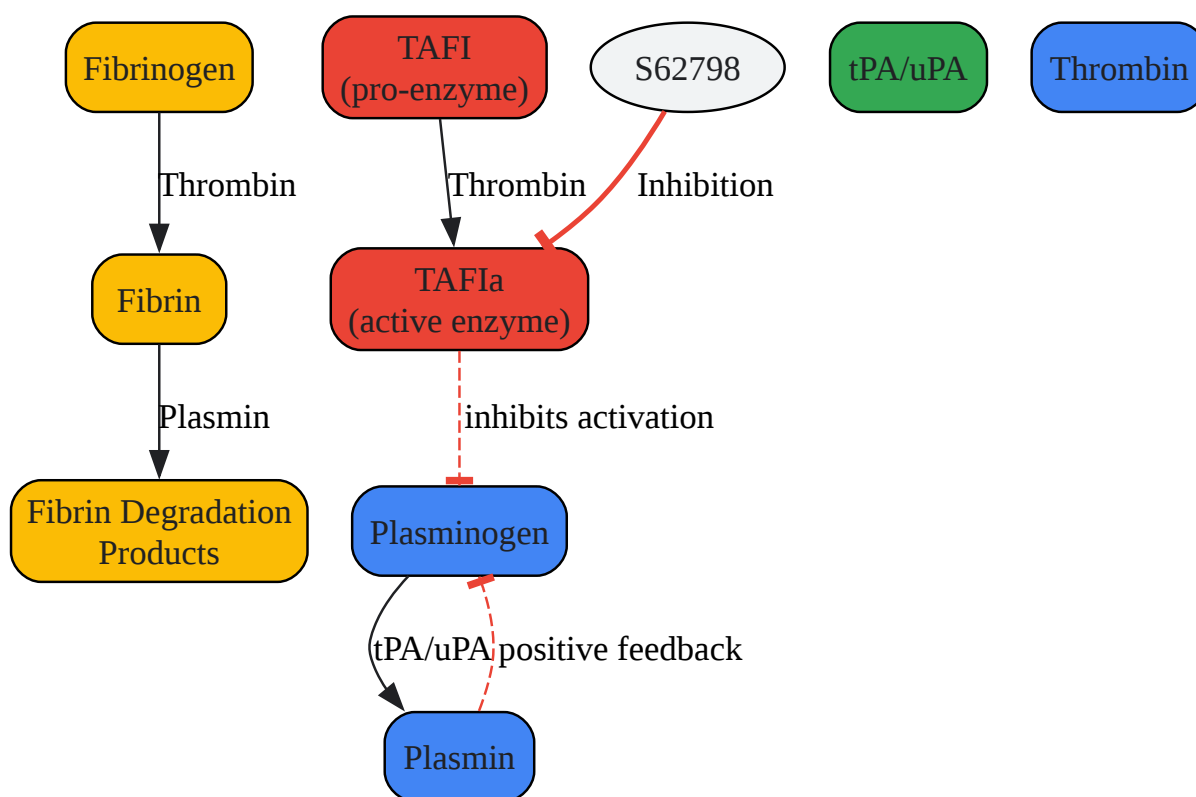 Fibrinogen
TAFI
(pro-enzyme)
S62798
tPA/uPA
Thrombin
Thrombin
Thrombin
Inhibition
Fibrin
TAFIa
(active enzyme)
Plasmin
inhibits activation
Fibrin Degradation
Products
Plasminogen
tPA/uPA
positive feedback
Plasmin